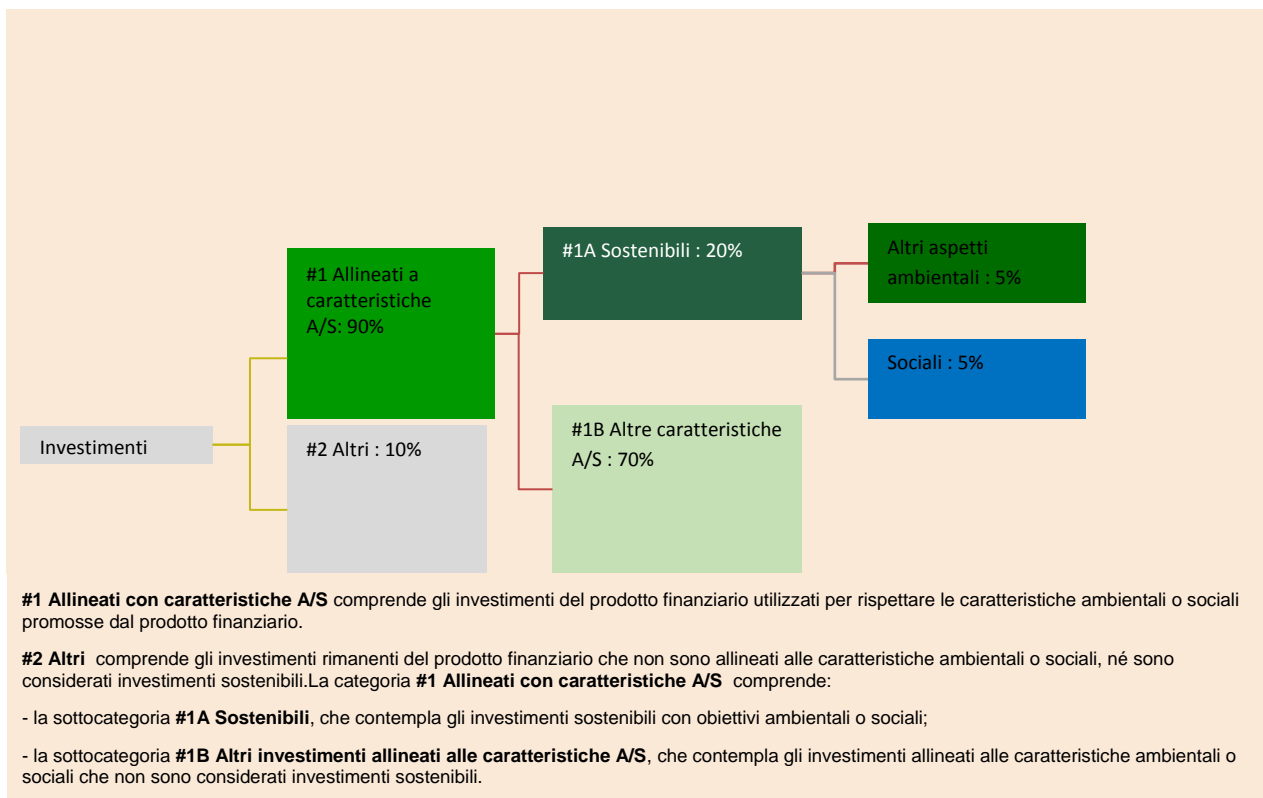 #1A Sostenibili : 20%
Altri aspetti
ambientali : 5%
#1 Allineati a
caratteristiche
A/S: 90%
Sociali : 5%
Investimenti
#2 Altri : 10%
#1B Altre caratteristiche
A/S : 70%
#1 Allineati con caratteristiche A/S comprende gli investimenti del prodotto finanziario utilizzati per rispettare le caratteristiche ambientali o sociali
promosse dal prodotto finanziario.
#2 Altri comprende gli investimenti rimanenti del prodotto finanziario che non sono allineati alle caratteristiche ambientali o sociali, né sono
considerati investimenti sostenibili.La categoria #1 Allineati con caratteristiche A/S comprende:
- la sottocategoria #1A Sostenibili, che contempla gli investimenti sostenibili con obiettivi ambientali o sociali;
- la sottocategoria #1B Altri investimenti allineati alle caratteristiche A/S, che contempla gli investimenti allineati alle caratteristiche ambientali o
sociali che non sono considerati investimenti sostenibili.